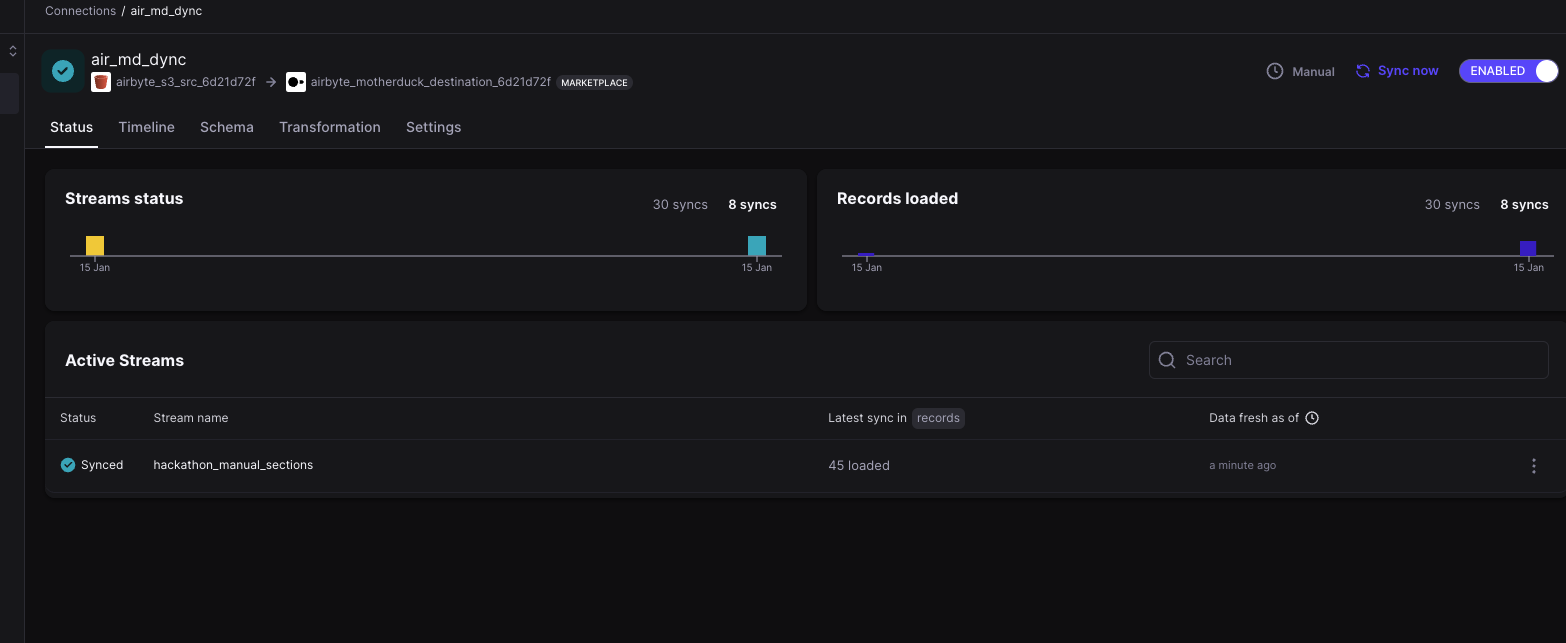 Connections / air_md_dync
air_md_dync
airbyte_s3_src_6d21d72f → airbyte_motherduck_destination_6d21d72f MARKETPLACE
Manual Sync now ENABLED
Status Timeline Schema Transformation Settings
Streams status 30 syncs 8 syncs
15 Jan 15 Jan
Records loaded 30 syncs 8 syncs
15 Jan 15 Jan
Active Streams Search
Status Stream name Latest sync in records Data fresh as of
Synced hackathon_manual_sections 45 loaded a minute ago